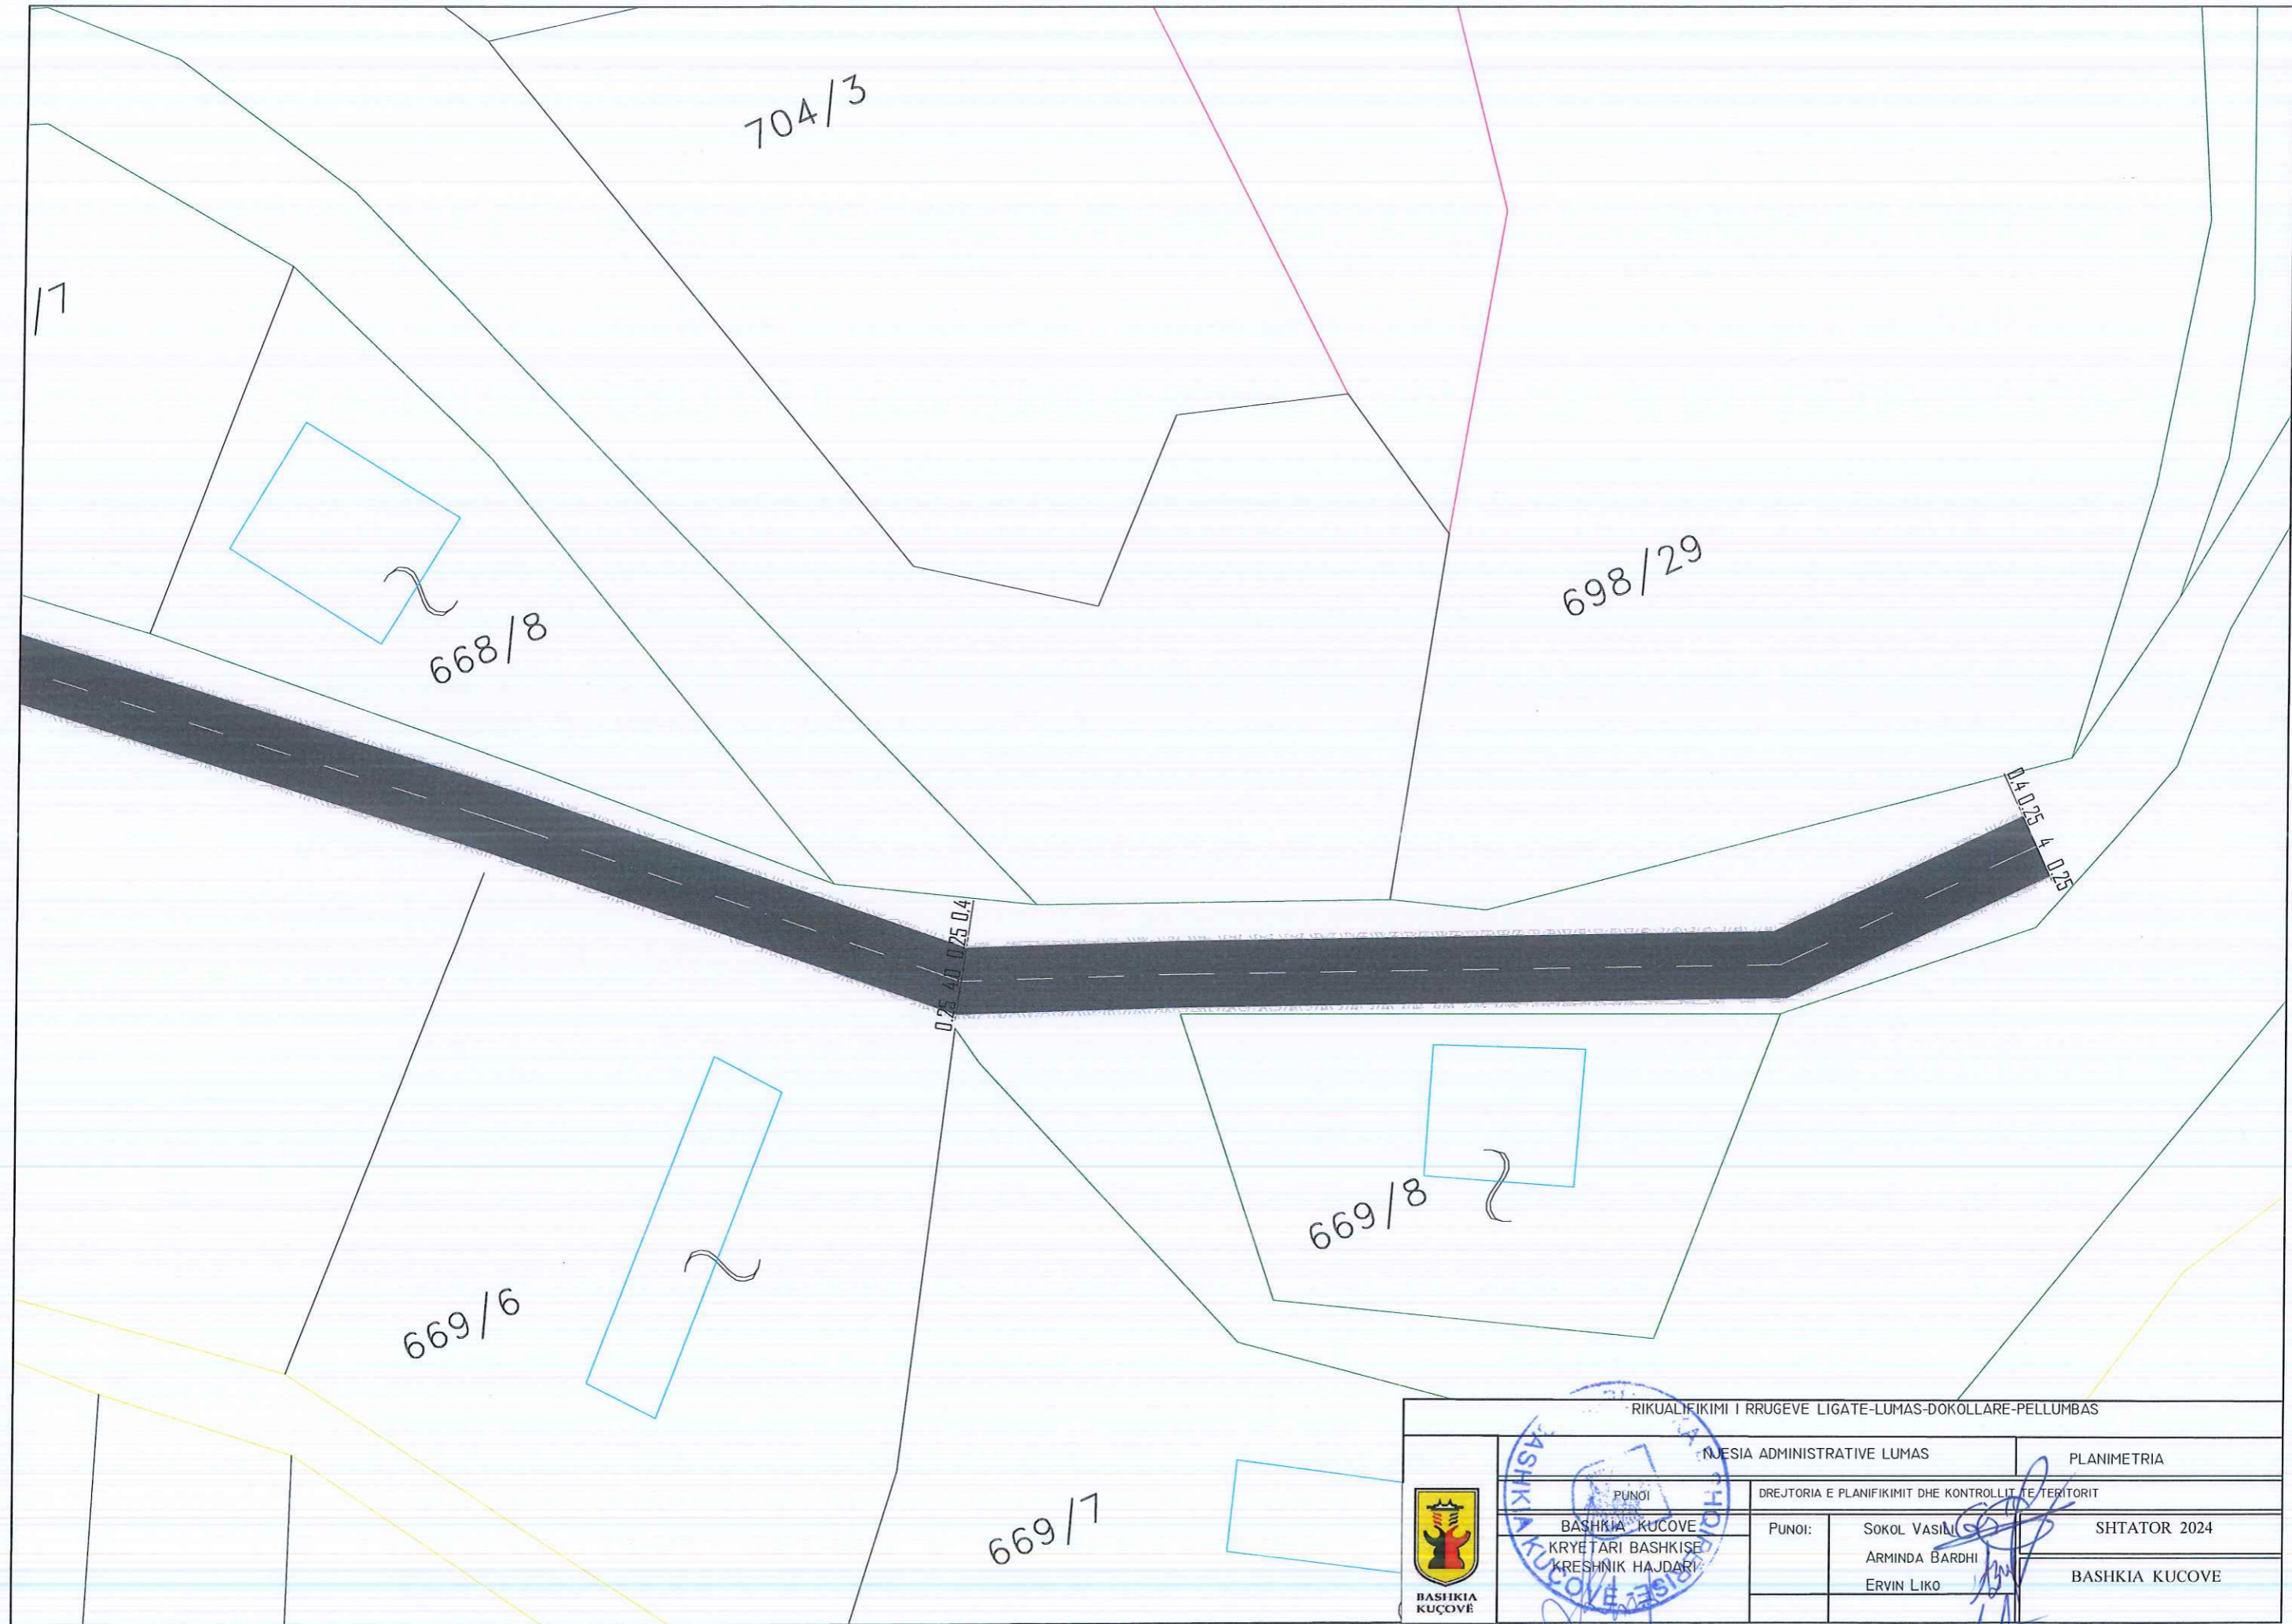 704/3
/7
698/29
668/8
0.4 0.25 4 0.25
0.25 4.0 0.25 0.4
669/8
669/6
669/7
RIKUALIFIKIMI I RRUGEVE LIGATE-LUMAS-DOKOLLARE-PELLUMBAS
NJESIA ADMINISTRATIVE LUMAS
PLANIMETRIA
PUNOI
DREJTORIA E PLANIFIKIMIT DHE KONTROLLIT TE TERITORIT
BASHKIA KUCOVE
KRYETARI BASHKISE
KRESHNIK HAJDARI
PUNOI:
SOKOL VASILI
ARMINDA BARDHI
ERVIN LIKO
SHTATOR 2024
BASHKIA KUCOVE
BASHKIA
KUÇOVË
BASHKIA KUÇOVË
SHQIPERISE